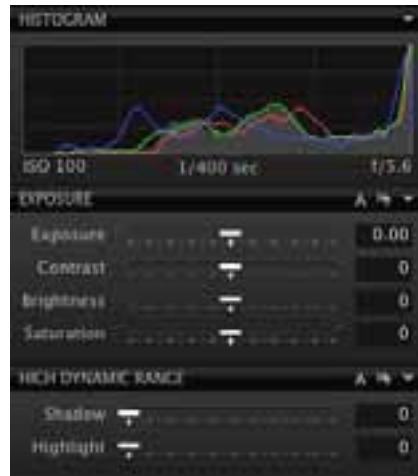 HISTOGRAM
ISO 100 1/400 sec f/5.6
EXPOSURE A
Exposure 0.00
Contrast 0
Brightness 0
Saturation 0
HIGH DYNAMIC RANGE A
Shadow 0
Highlight 0